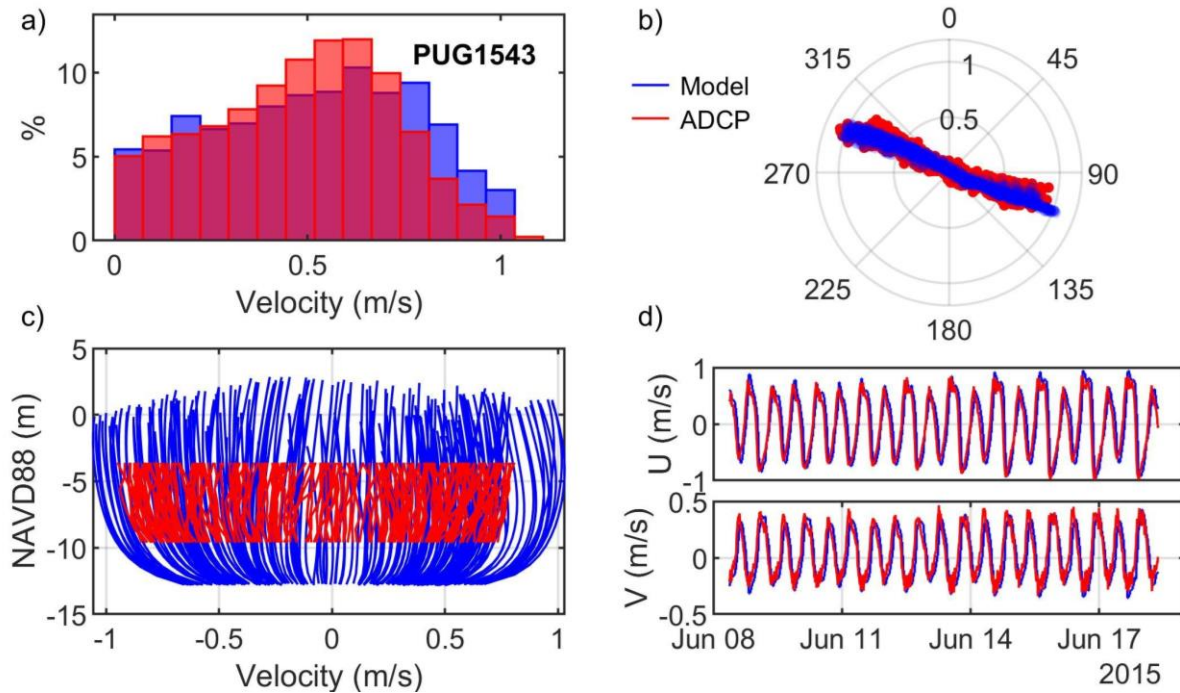 a)
PUG1543
10
5
0
%
0
0.5
1
Velocity (m/s)
b)
Model
ADCP
0
45
90
135
180
225
270
315
1
0.5
c)
5
0
-5
-10
-15
NAVD88 (m)
-1
-0.5
0
0.5
1
Velocity (m/s)
d)
1
0
-1
U (m/s)
0.5
0
-0.5
V (m/s)
Jun 08
Jun 11
Jun 14
Jun 17
2015